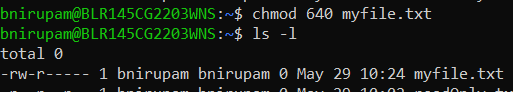 bnirupam@BLR145CG2203WNS:~$ chmod 640 myfile.txt
bnirupam@BLR145CG2203WNS:~$ ls -l
total 0
-rw-r----- 1 bnirupam bnirupam 0 May 29 10:24 myfile.txt